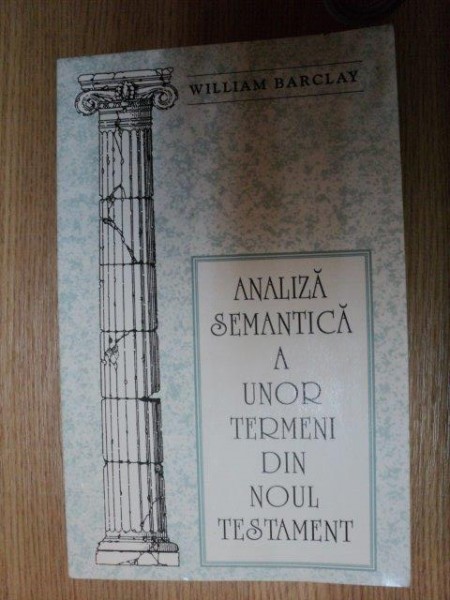 WILLIAM BARCLAY
ANALIZĂ
SEMANTICĂ
A
UNOR
TERMENI
DIN
NOUL
TESTAMENT